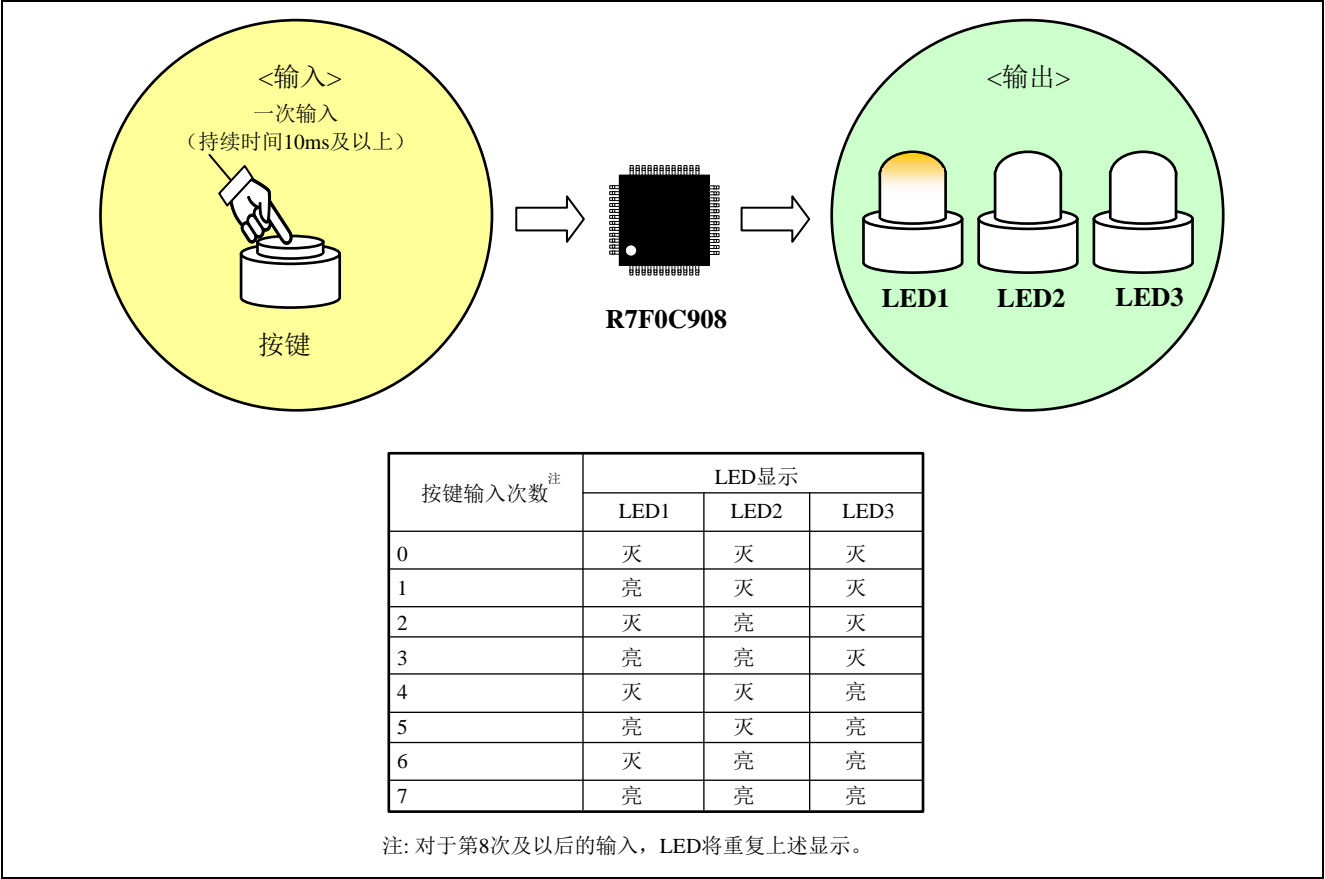 <输入>
一次输入
（持续时间10ms及以上）
按键
R7F0C908
<输出>
LED1 LED2 LED3
按键输入次数注 LED显示
LED1 LED2 LED3
0 灭 灭 灭
1 亮 灭 灭
2 灭 亮 灭
3 亮 亮 灭
4 灭 灭 亮
5 亮 灭 亮
6 灭 亮 亮
7 亮 亮 亮
注: 对于第8次及以后的输入，LED将重复上述显示。